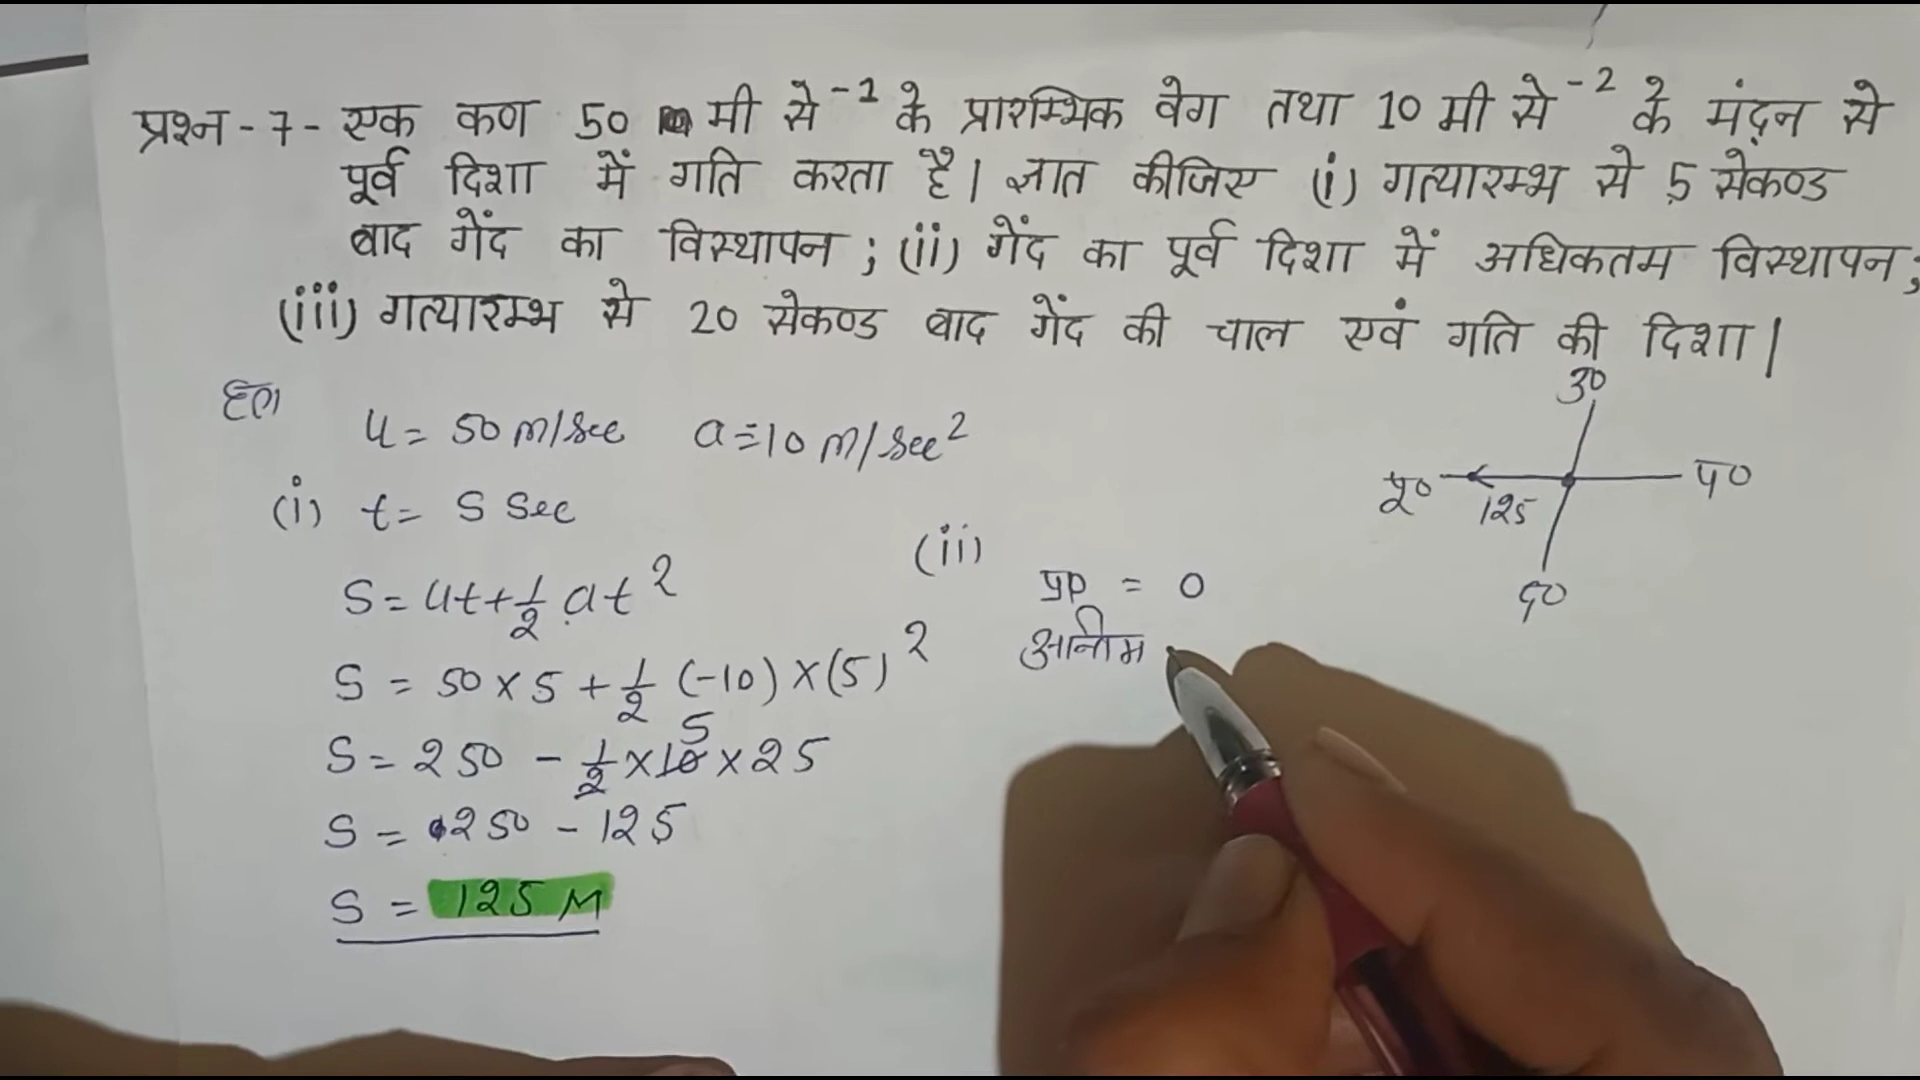 प्रश्न - 7 - एक कण 50 मी से⁻¹ के प्रारम्भिक वेग तथा 10 मी से⁻² के मंदन से
पूर्व दिशा में गति करता है। ज्ञात कीजिए (i) गत्यारम्भ से 5 सेकण्ड
बाद गेंद का विस्थापन ; (ii) गेंद का पूर्व दिशा में अधिकतम विस्थापन ;
(iii) गत्यारम्भ से 20 सेकण्ड बाद गेंद की चाल एवं गति की दिशा।
हल
u = 50 m/sec a = -10 m/sec²
(i) t = 5 Sec
S = ut + 1/2 at²
S = 50 × 5 + 1/2 (-10) × (5)²
S = 250 - 1/2 × 10 × 25
5
S = 250 - 125
S = 125 M
(ii)
= 0
अन्तिम
उ०
पू० 125 प०
द०